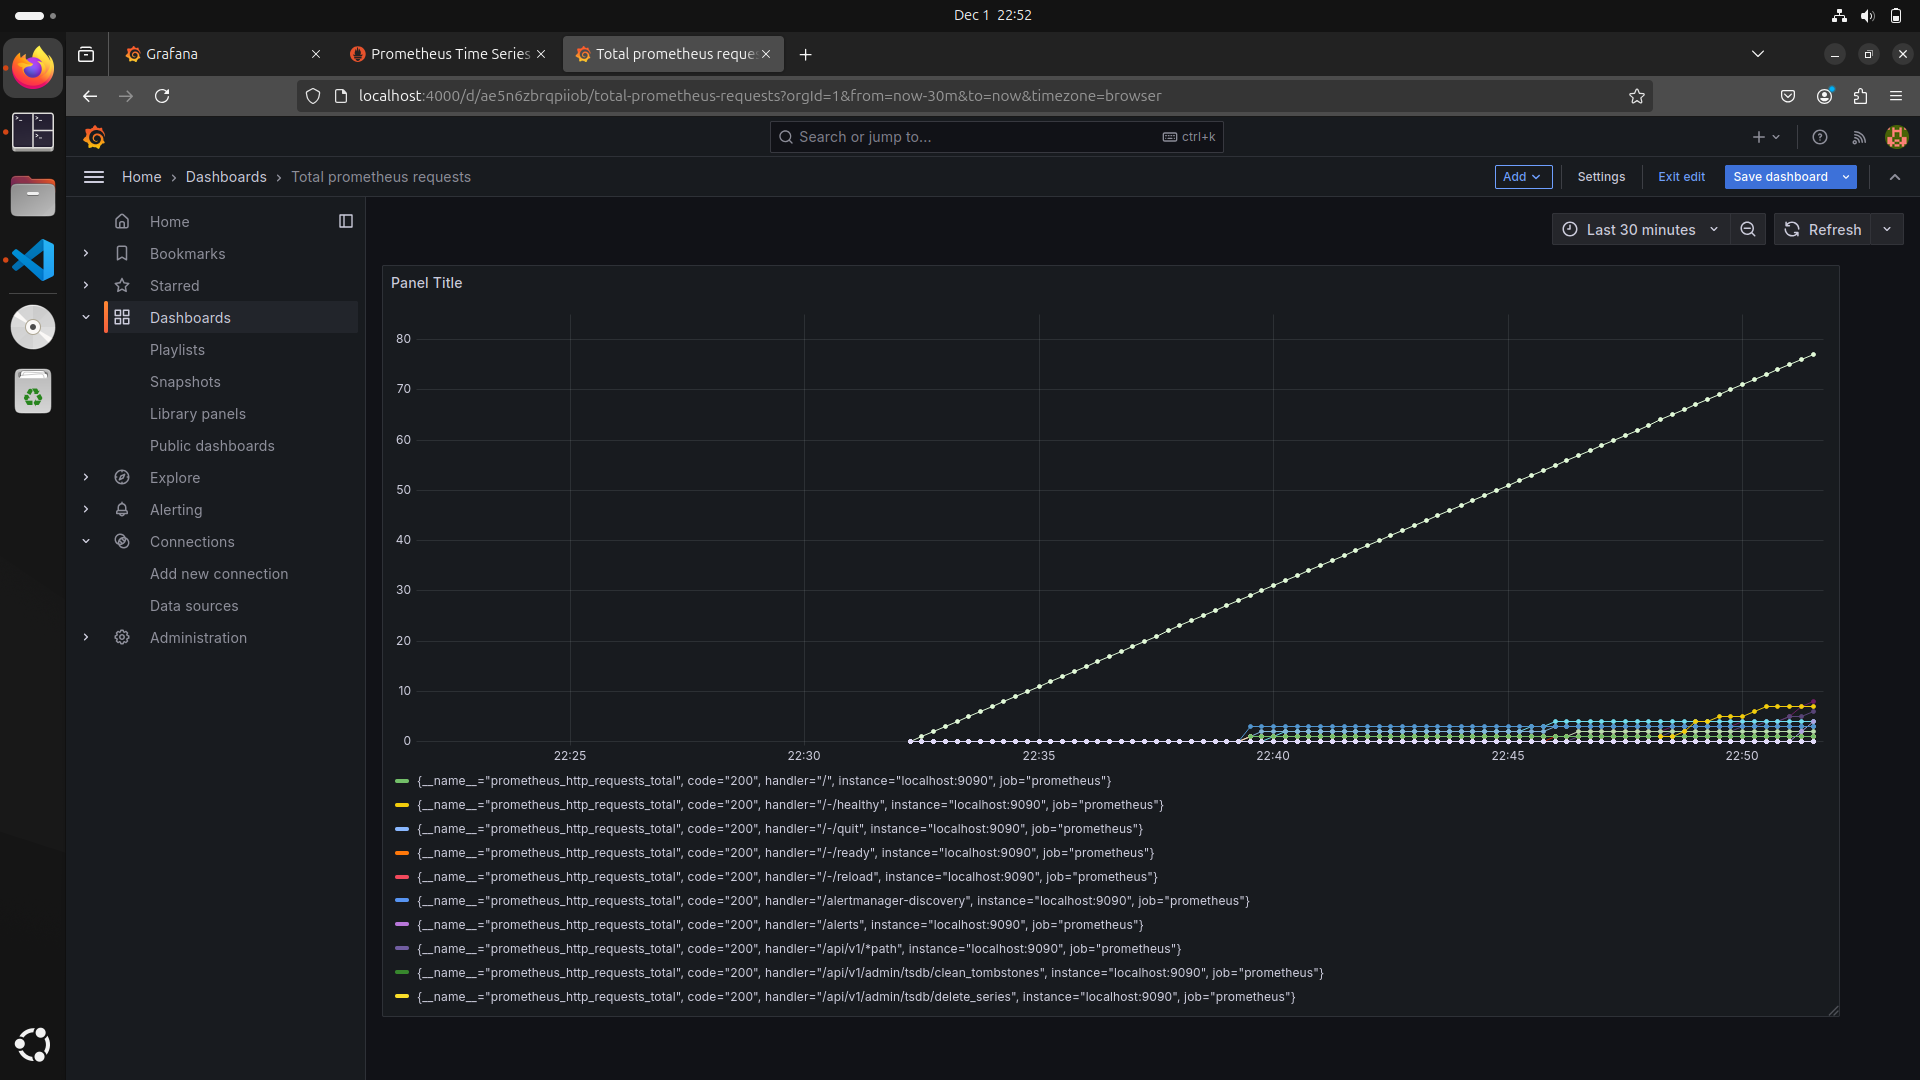 Dec 1 22:52
Grafana
Prometheus Time Series
Total prometheus reque
localhost:4000/d/ae5n6zbrqpiiob/total-prometheus-requests?orgId=1&from=now-30m&to=now&timezone=browser
Search or jump to...
ctrl+k
Home › Dashboards › Total prometheus requests
Add
Settings
Exit edit
Save dashboard
Home
Bookmarks
Starred
Dashboards
Playlists
Snapshots
Library panels
Public dashboards
Explore
Alerting
Connections
Add new connection
Data sources
Administration
Last 30 minutes
Refresh
Panel Title
80
70
60
50
40
30
20
10
0
22:25 22:30 22:35 22:40 22:45 22:50
{__name__="prometheus_http_requests_total", code="200", handler="/", instance="localhost:9090", job="prometheus"}
{__name__="prometheus_http_requests_total", code="200", handler="/-/healthy", instance="localhost:9090", job="prometheus"}
{__name__="prometheus_http_requests_total", code="200", handler="/-/quit", instance="localhost:9090", job="prometheus"}
{__name__="prometheus_http_requests_total", code="200", handler="/-/ready", instance="localhost:9090", job="prometheus"}
{__name__="prometheus_http_requests_total", code="200", handler="/-/reload", instance="localhost:9090", job="prometheus"}
{__name__="prometheus_http_requests_total", code="200", handler="/alertmanager-discovery", instance="localhost:9090", job="prometheus"}
{__name__="prometheus_http_requests_total", code="200", handler="/alerts", instance="localhost:9090", job="prometheus"}
{__name__="prometheus_http_requests_total", code="200", handler="/api/v1/*path", instance="localhost:9090", job="prometheus"}
{__name__="prometheus_http_requests_total", code="200", handler="/api/v1/admin/tsdb/clean_tombstones", instance="localhost:9090", job="prometheus"}
{__name__="prometheus_http_requests_total", code="200", handler="/api/v1/admin/tsdb/delete_series", instance="localhost:9090", job="prometheus"}